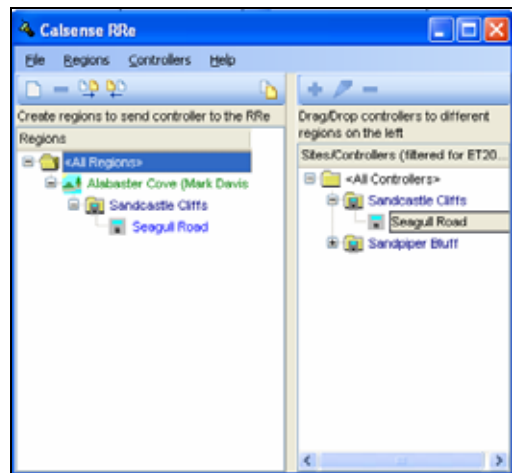 Calsense RRe
File Regions Controllers Help
Create regions to send controller to the RRe
Regions
<All Regions>
Alabaster Cove (Mark Davis
Sandcastle Cliffs
Seagull Road
Drag/Drop controllers to different
regions on the left
Sites/Controllers (filtered for ET20...
<All Controllers>
Sandcastle Cliffs
Seagull Road
Sandpiper Bluff